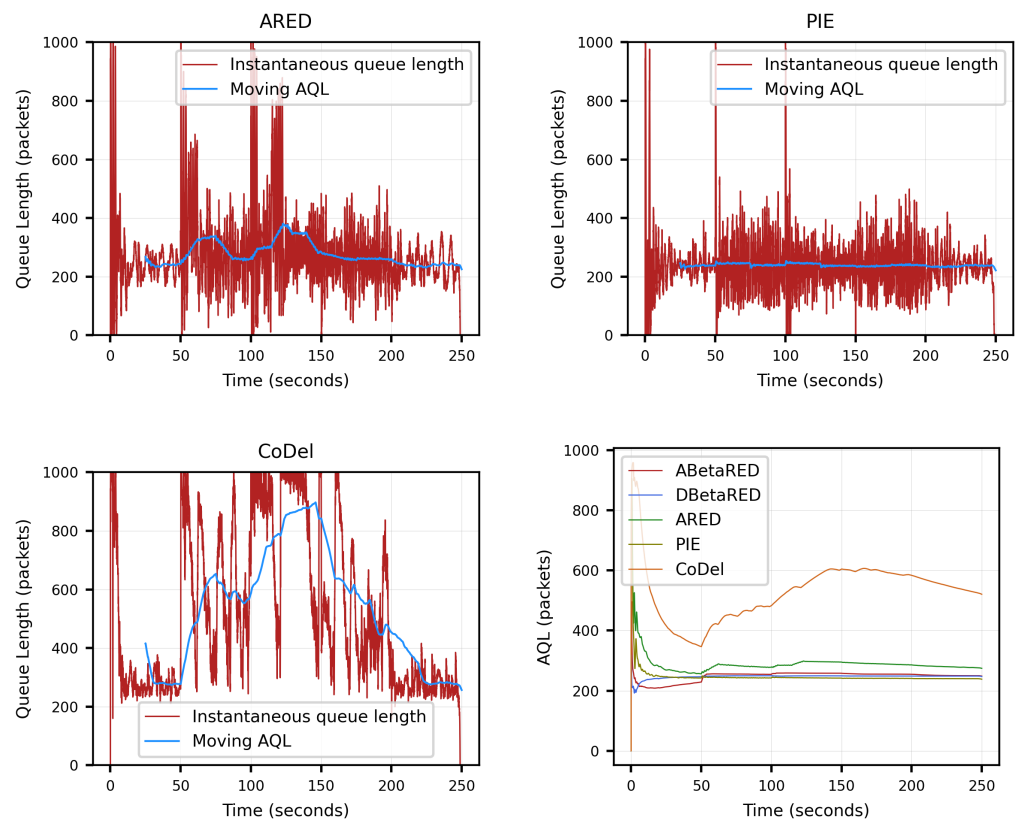 ARED
Queue Length (packets)
1000
800
600
400
200
0
Instantaneous queue length
Moving AQL
0 50 100 150 200 250
Time (seconds)
PIE
Queue Length (packets)
1000
800
600
400
200
0
Instantaneous queue length
Moving AQL
0 50 100 150 200 250
Time (seconds)
CoDel
Queue Length (packets)
1000
800
600
400
200
0
Instantaneous queue length
Moving AQL
0 50 100 150 200 250
Time (seconds)
AQL (packets)
1000
800
600
400
200
0
ABetaRED
DBetaRED
ARED
PIE
CoDel
0 50 100 150 200 250
Time (seconds)